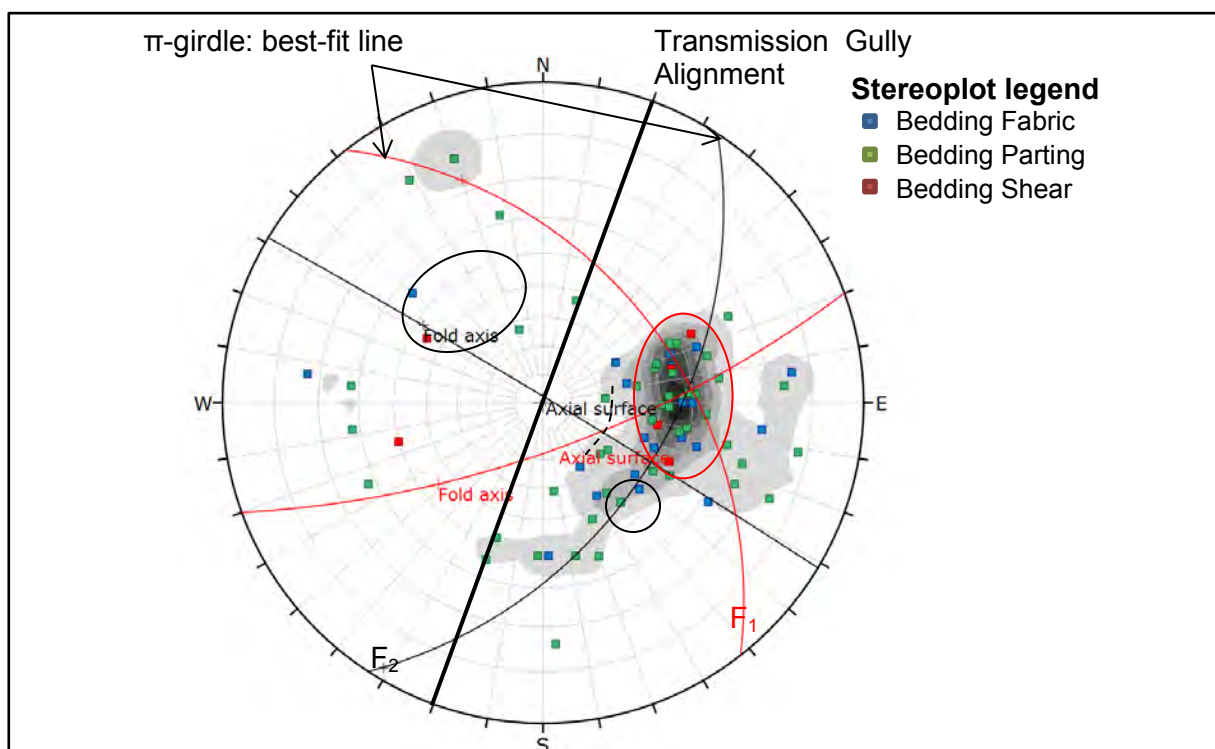 π-girdle: best-fit line
Transmission Gully
Alignment
Stereoplot legend
Bedding Fabric
Bedding Parting
Bedding Shear
N
Fold axis
W
E
Axial surface
Axial surface
Fold axis
F₁
F₂
S